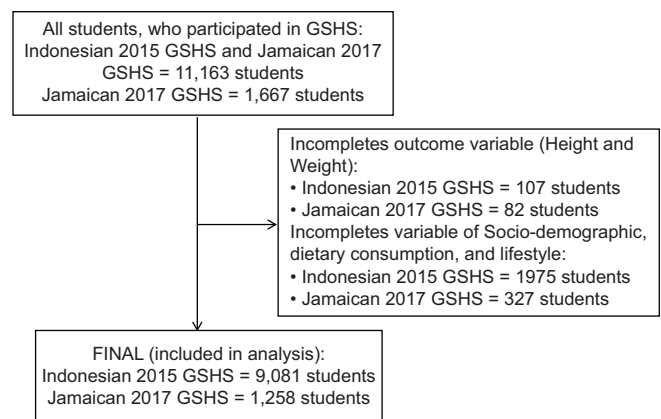 All students, who participated in GSHS:
Indonesian 2015 GSHS and Jamaican 2017
GSHS = 11,163 students
Jamaican 2017 GSHS = 1,667 students
Incompletes outcome variable (Height and
Weight):
• Indonesian 2015 GSHS = 107 students
• Jamaican 2017 GSHS = 82 students
Incompletes variable of Socio-demographic,
dietary consumption, and lifestyle:
• Indonesian 2015 GSHS = 1975 students
• Jamaican 2017 GSHS = 327 students
FINAL (included in analysis):
Indonesian 2015 GSHS = 9,081 students
Jamaican 2017 GSHS = 1,258 students